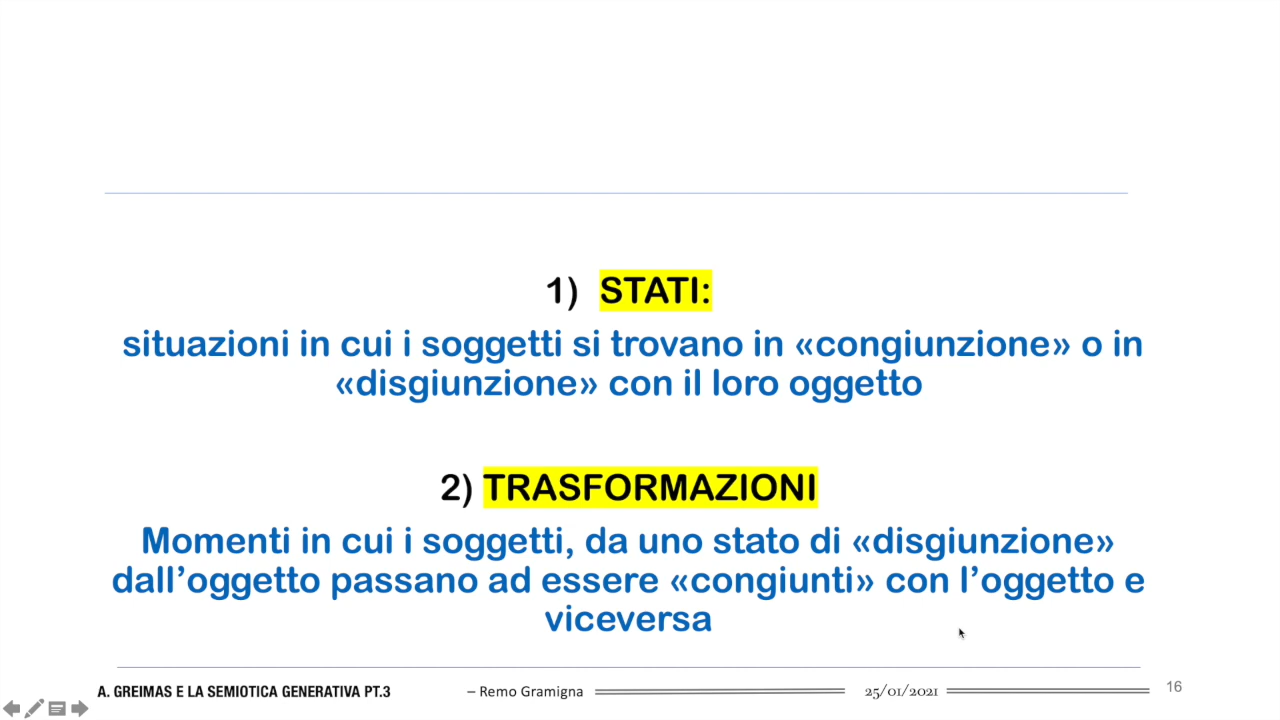 1) STATI:
situazioni in cui i soggetti si trovano in «congiunzione» o in
«disgiunzione» con il loro oggetto
2) TRASFORMAZIONI
Momenti in cui i soggetti, da uno stato di «disgiunzione»
dall’oggetto passano ad essere «congiunti» con l’oggetto e
viceversa
A. GREIMAS E LA SEMIOTICA GENERATIVA PT.3 – Remo Gramigna 25/01/2021 16